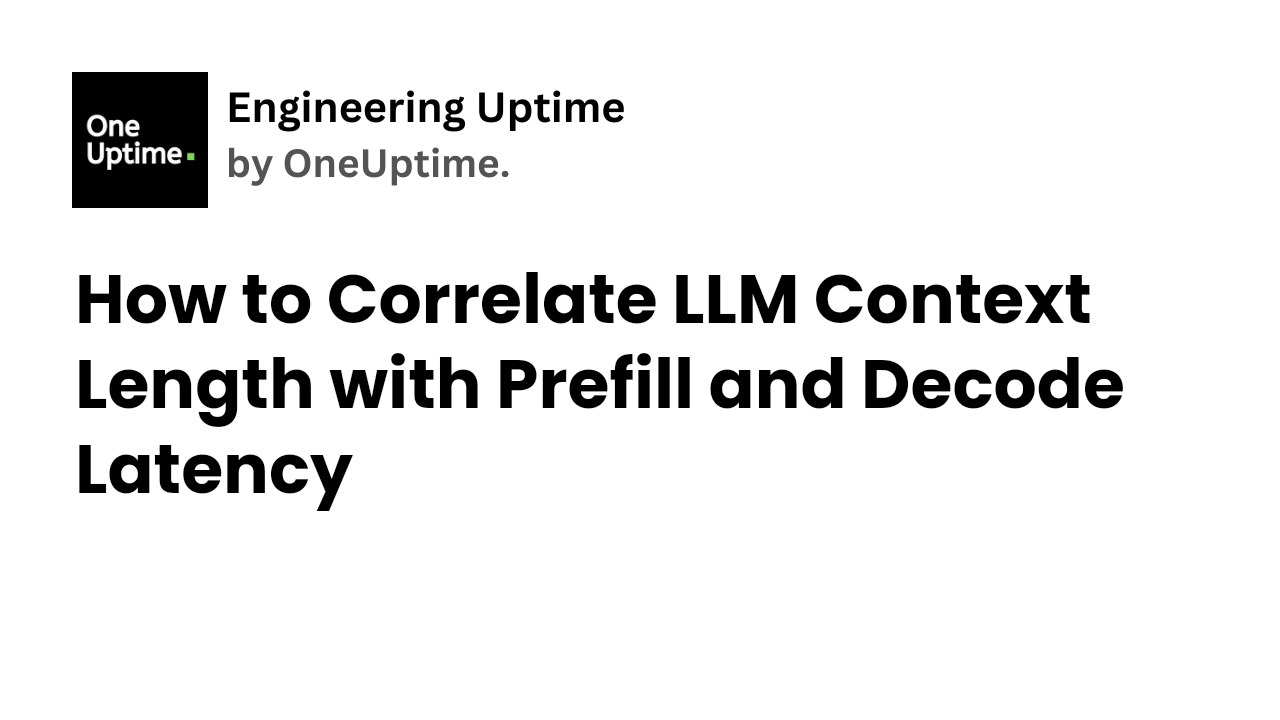 One
Uptime.
Engineering Uptime
by OneUptime.
How to Correlate LLM Context
Length with Prefill and Decode
Latency